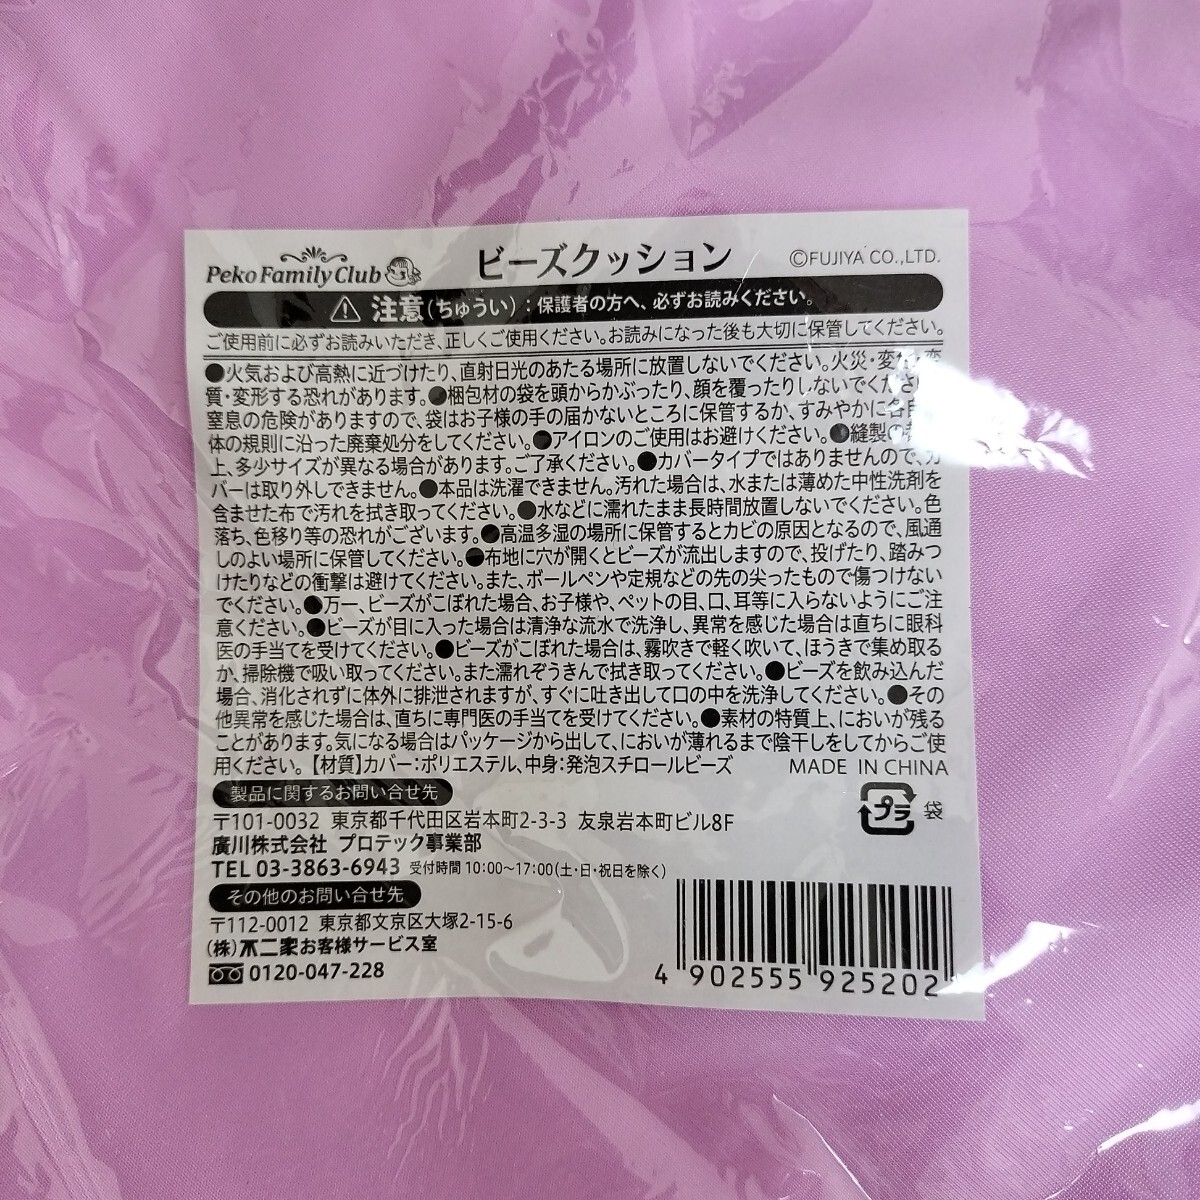 Peko Family Club
ビーズクッション
©FUJIYA CO.,LTD.
注意(ちゅうい):保護者の方へ、必ずお読みください。
ご使用前に必ずお読みいただき、正しくご使用ください。お読みになった後も大切に保管してください。
●火気および高熱に近づけたり、直射日光のあたる場所に放置しないでください。火災・変
質・変形する恐れがあります。●梱包材の袋を頭からかぶったり、顔を覆ったりしないでくださ
窒息の危険がありますので、袋はお子様の手の届かないところに保管するか、すみやかに各
体の規則に沿った廃棄処分をしてください。●アイロンのご使用はお避けください。●縫製の
上、多少サイズが異なる場合があります。ご了承ください。●カバータイプではありませんので、カ
バーは取り外しできません。●本品は洗濯できません。汚れた場合は、水または薄めた中性洗剤を
含ませた布で汚れを拭き取ってください。●水などに濡れたまま長時間放置しないでください。色
落ち、色移り等の恐れがございます。●高温多湿の場所に保管するとカビの原因となるので、風通
しのよい場所に保管してください。●布地に穴が開くとビーズが流出しますので、投げたり、踏みつ
けたりなどの衝撃は避けてください。また、ボールペンや定規などの先の尖ったもので傷つけない
でください。●万一、ビーズがこぼれた場合、お子様や、ペットの目、口、耳等に入らないようにご注
意ください。●ビーズが目に入った場合は清浄な流水で洗浄し、異常を感じた場合は直ちに眼科
医の手当てを受けてください。●ビーズがこぼれた場合は、霧吹きで軽く吹いて、ほうきで集め取る
か、掃除機で吸い取ってください。また濡れぞうきんで拭き取ってください。●ビーズを飲み込んだ
場合、消化されずに体外に排泄されますが、すぐに吐き出して口の中を洗浄してください。●その
他異常を感じた場合は、直ちに専門医の手当てを受けてください。●素材の特質上、においが残る
ことがあります。気になる場合はパッケージから出して、においが薄れるまで陰干しをしてからご使
用ください。【材質】カバー:ポリエステル、中身:発泡スチロールビーズ MADE IN CHINA
製品に関するお問い合せ先
〒101-0032 東京都千代田区岩本町2-3-3 友泉岩本町ビル8F
廣川株式会社 プロテック事業部
TEL 03-3863-6943 受付時間 10:00～17:00(土・日・祝日を除く)
プラ 袋
その他のお問い合せ先
〒112-0012 東京都文京区大塚2-15-6
(株)不二家お客様サービス室
0120-047-228
4 902555 925202